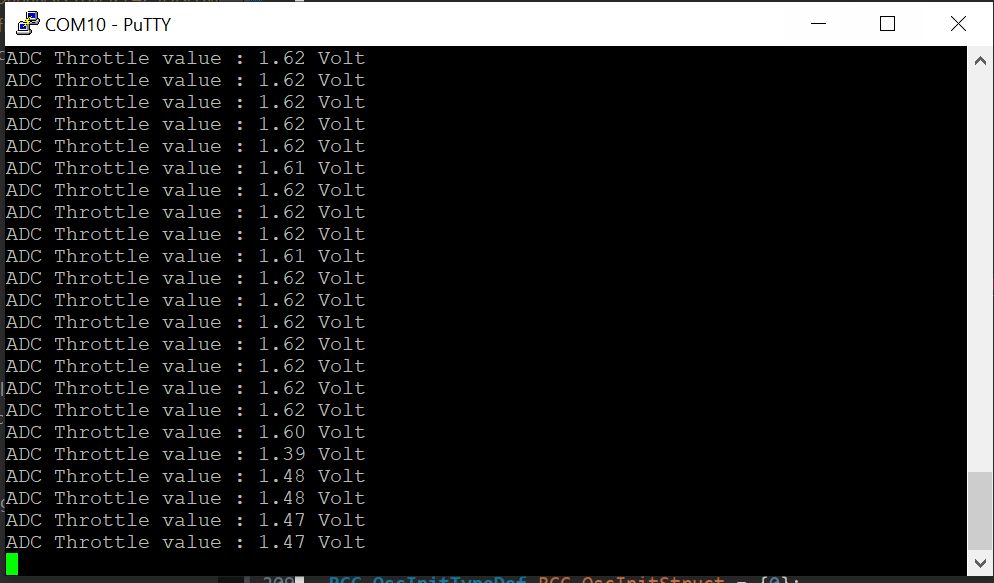 COM10 - PuTTY
ADC Throttle value : 1.62 Volt
ADC Throttle value : 1.62 Volt
ADC Throttle value : 1.62 Volt
ADC Throttle value : 1.62 Volt
ADC Throttle value : 1.62 Volt
ADC Throttle value : 1.61 Volt
ADC Throttle value : 1.62 Volt
ADC Throttle value : 1.62 Volt
ADC Throttle value : 1.62 Volt
ADC Throttle value : 1.61 Volt
ADC Throttle value : 1.62 Volt
ADC Throttle value : 1.62 Volt
ADC Throttle value : 1.62 Volt
ADC Throttle value : 1.62 Volt
ADC Throttle value : 1.62 Volt
ADC Throttle value : 1.62 Volt
ADC Throttle value : 1.62 Volt
ADC Throttle value : 1.60 Volt
ADC Throttle value : 1.39 Volt
ADC Throttle value : 1.48 Volt
ADC Throttle value : 1.48 Volt
ADC Throttle value : 1.47 Volt
ADC Throttle value : 1.47 Volt
209 RCC_OscInitTypeDef RCC_OscInitStruct = {0};